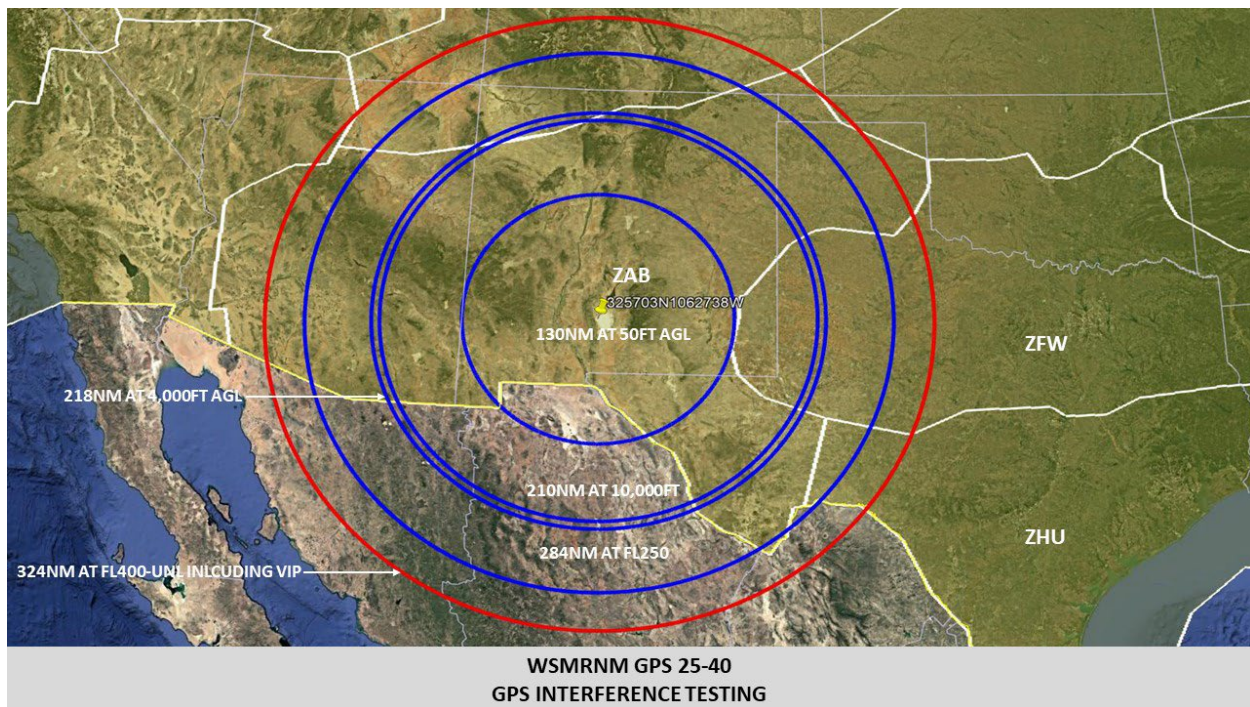 ZAB
325703N1062738W
130NM AT 50FT AGL
ZFW
218NM AT 4,000FT AGL
210NM AT 10,000FT
ZHU
284NM AT FL250
324NM AT FL400-UNL INLCUDING VIP
WSMRNM GPS 25-40
GPS INTERFERENCE TESTING